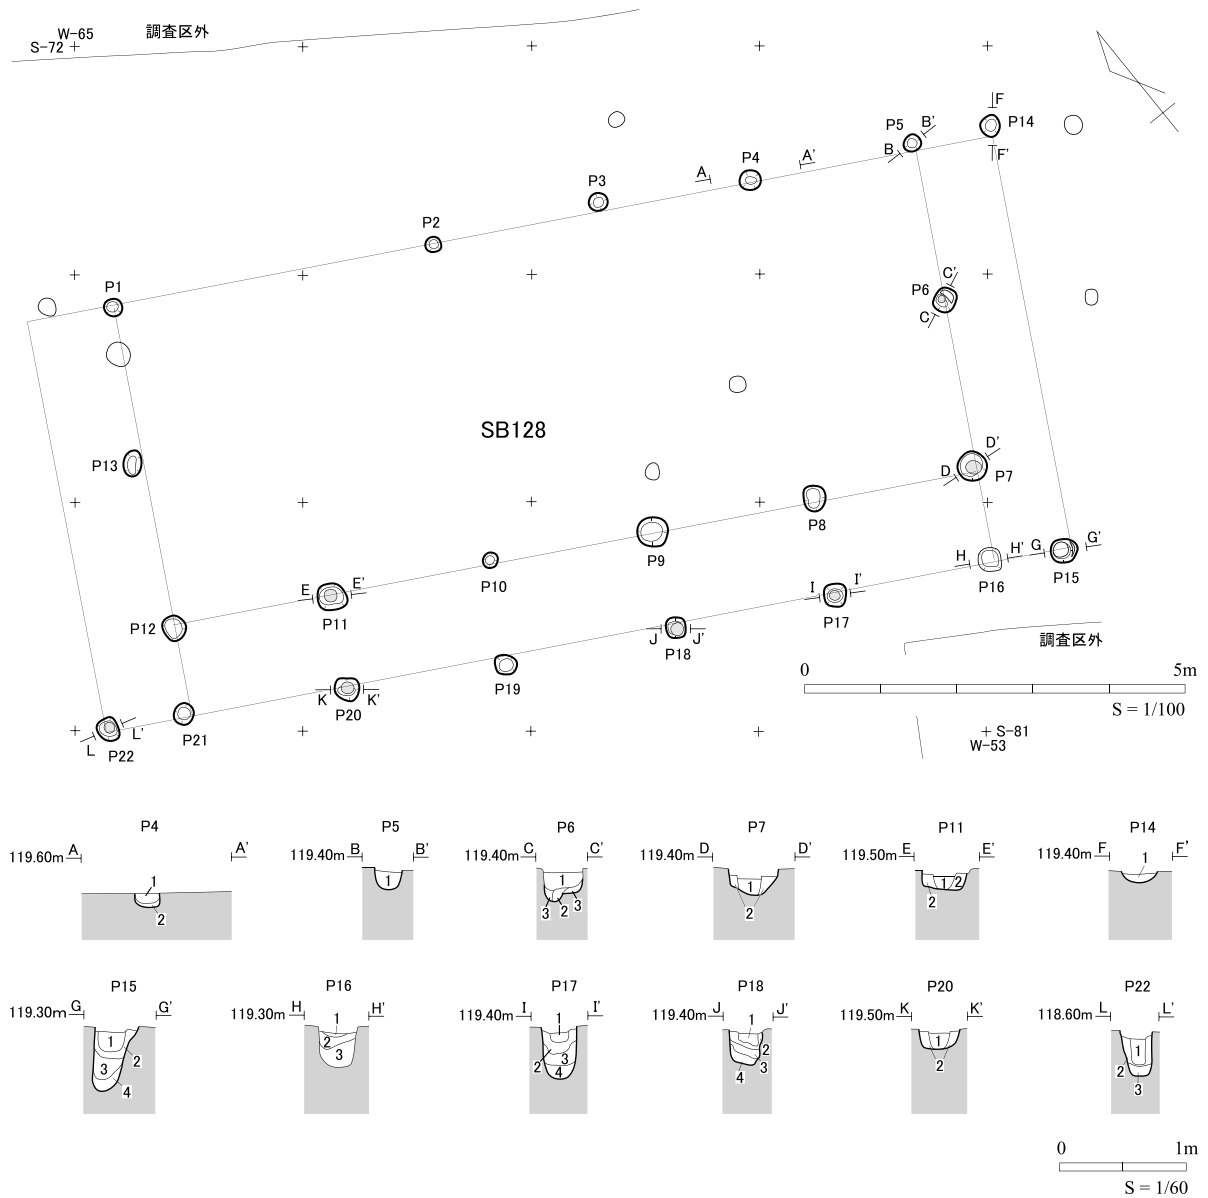 W-65
S-72
調査区外
F
P14
F'
P5
B'
B
P4
A'
A
P3
P2
P1
C'
P6
C
SB128
P13
D'
D
P7
P8
P9
P10
E
E'
P11
P12
H
H'
G
G'
P16
P15
I
I'
P17
J
J'
P18
P19
K
K'
P20
P21
L
L'
P22
調査区外
0 5m
S = 1/100
S-81
W-53
P4
119.60m A A'
1
2
P5
119.40m B B'
1
P6
119.40m C C'
1
3 2 3
P7
119.40m D D'
1
2
P11
119.50m E E'
1 2
2
P14
119.40m F F'
1
P15
119.30m G G'
1
2
3
4
P16
119.30m H H'
1
2
3
P17
119.40m I I'
1
3
2 4
P18
119.40m J J'
1
2
3
4
P20
119.50m K K'
1
2
P22
118.60m L L'
1
2
3
0 1m
S = 1/60